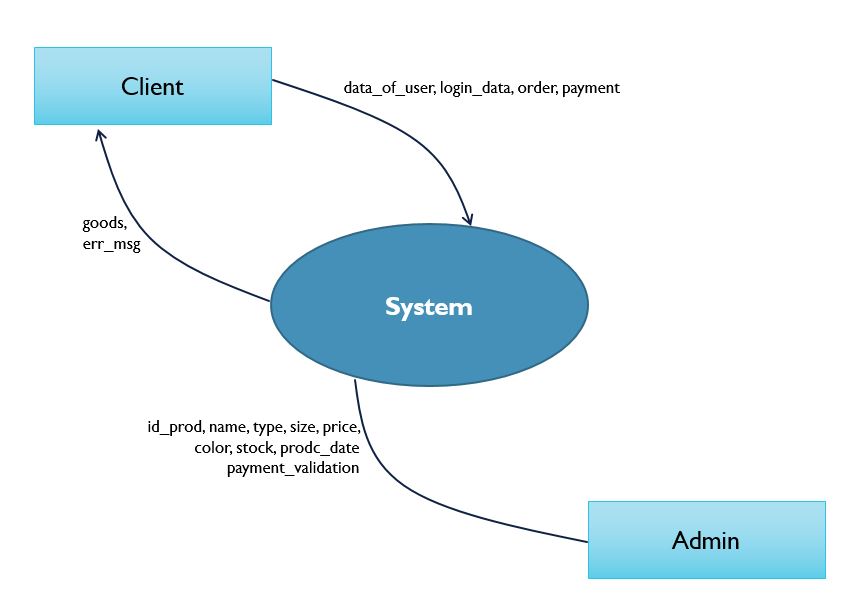 Client
data_of_user, login_data, order, payment
goods,
err_msg
System
id_prod, name, type, size, price,
color, stock, prodc_date
payment_validation
Admin